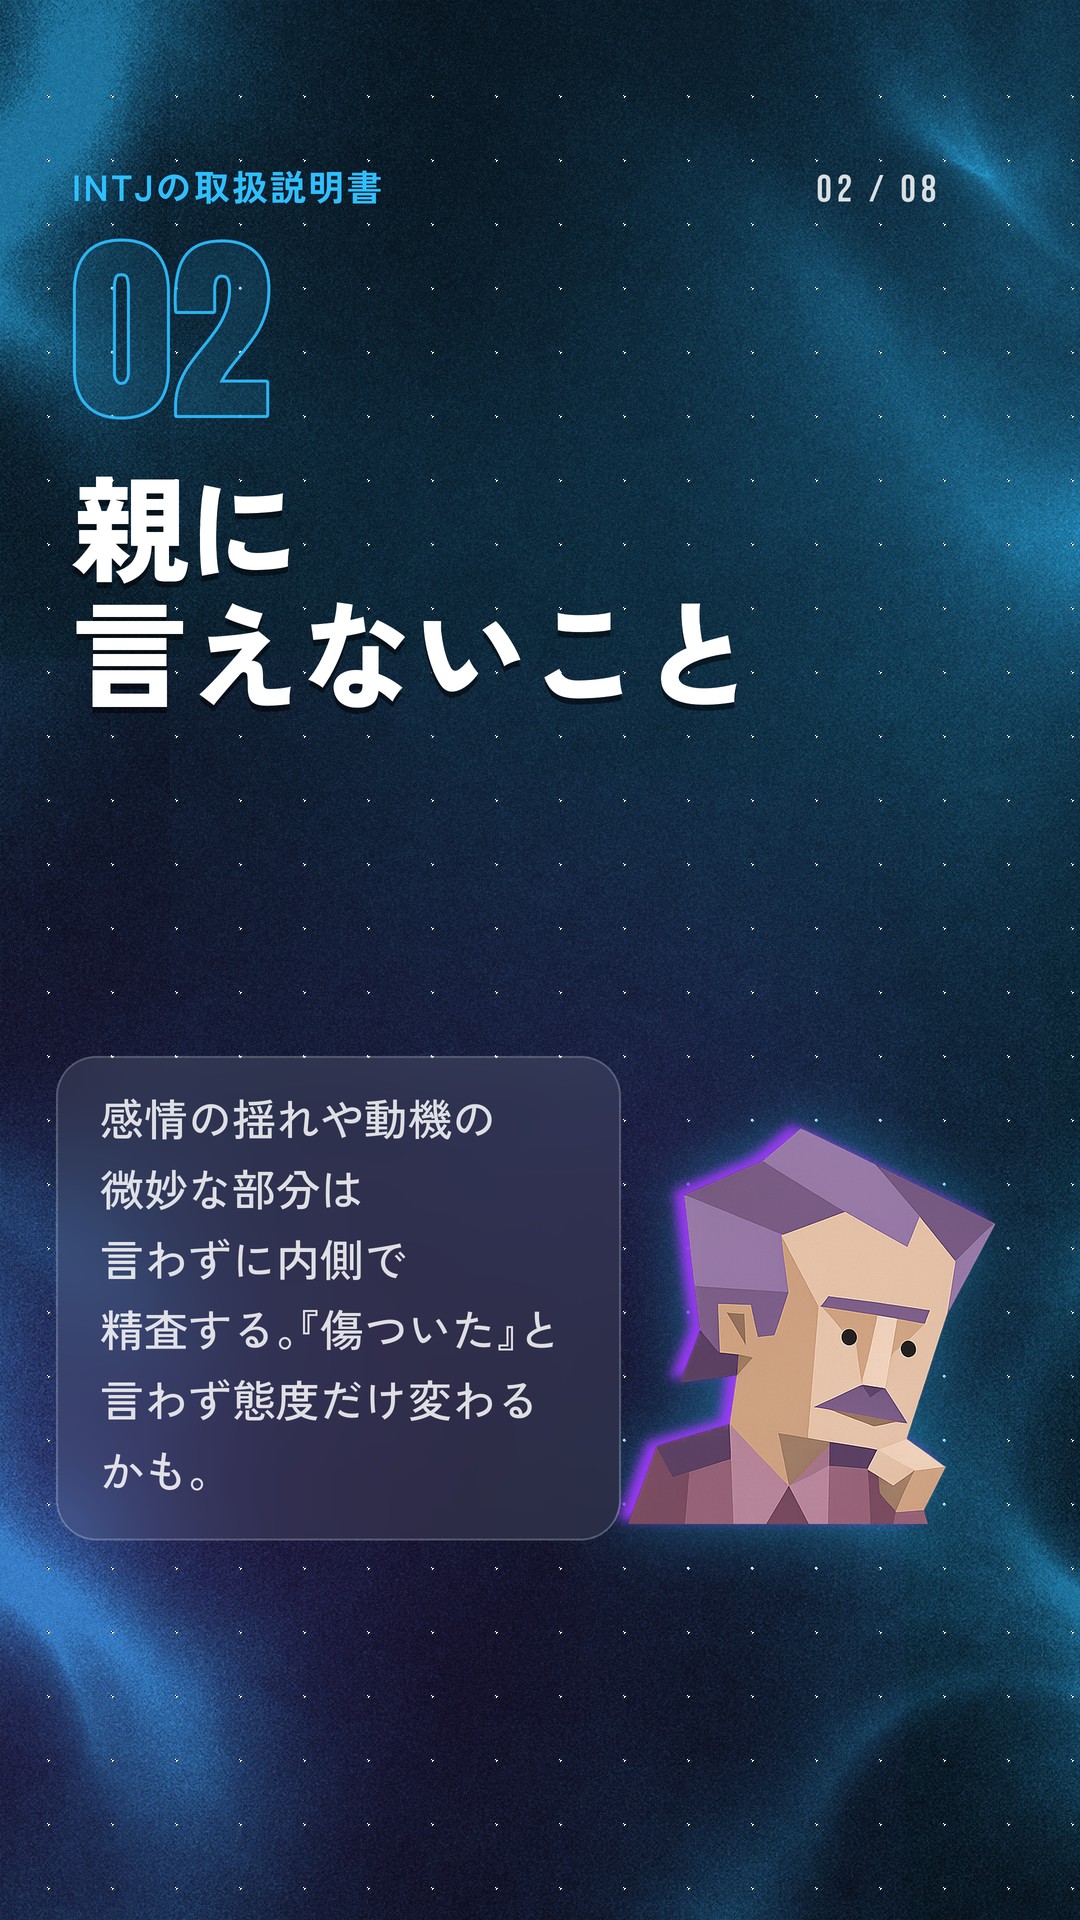 INTJの取扱説明書
02 / 08
02
親に
言えないこと
感情の揺れや動機の
微妙な部分は
言わずに内側で
精査する。『傷ついた』と
言わず態度だけ変わる
かも。